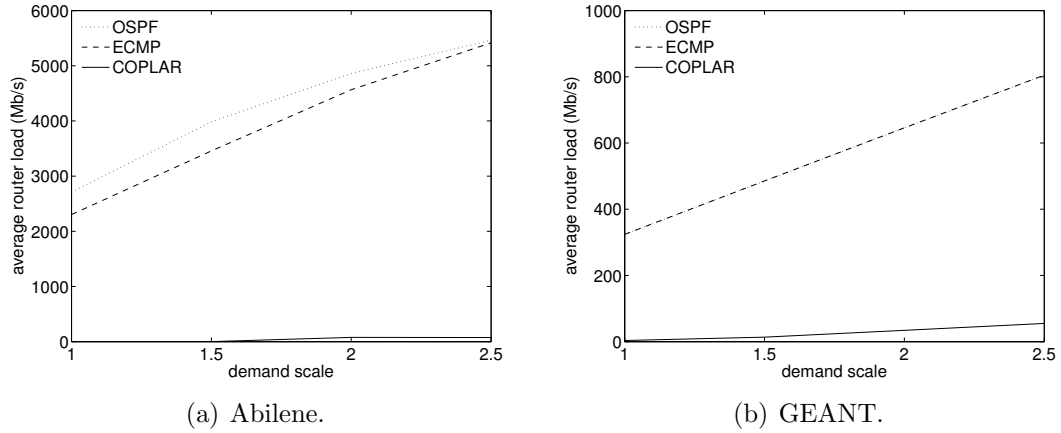 6000
5000
4000
3000
2000
1000
0
average router load (Mb/s)
OSPF
ECMP
COPLAR
1
1.5
2
2.5
demand scale
(a) Abilene.
1000
800
600
400
200
0
average router load (Mb/s)
OSPF
ECMP
COPLAR
1
1.5
2
2.5
demand scale
(b) GEANT.